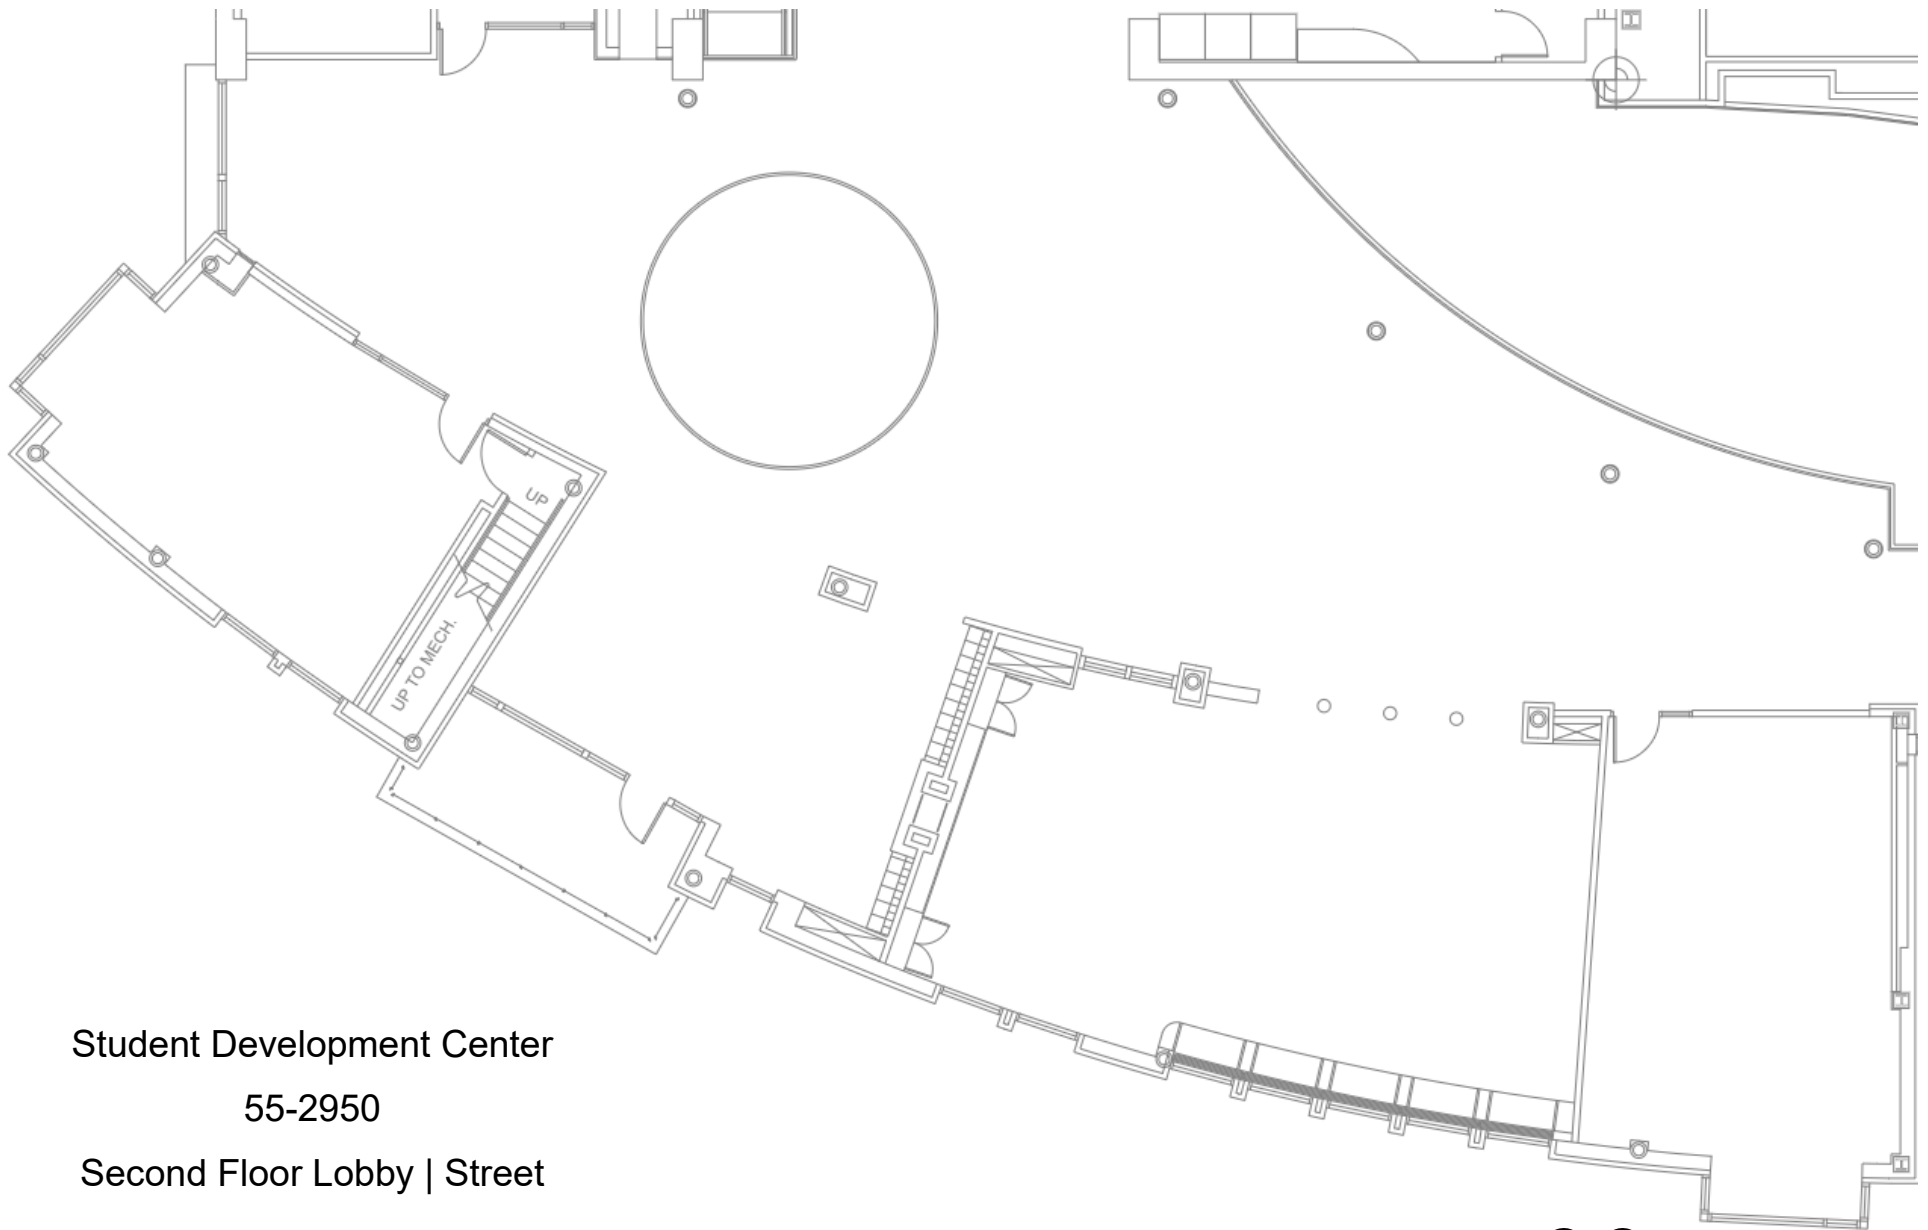 UP
UP TO MECH.
Student Development Center
55-2950
Second Floor Lobby | Street